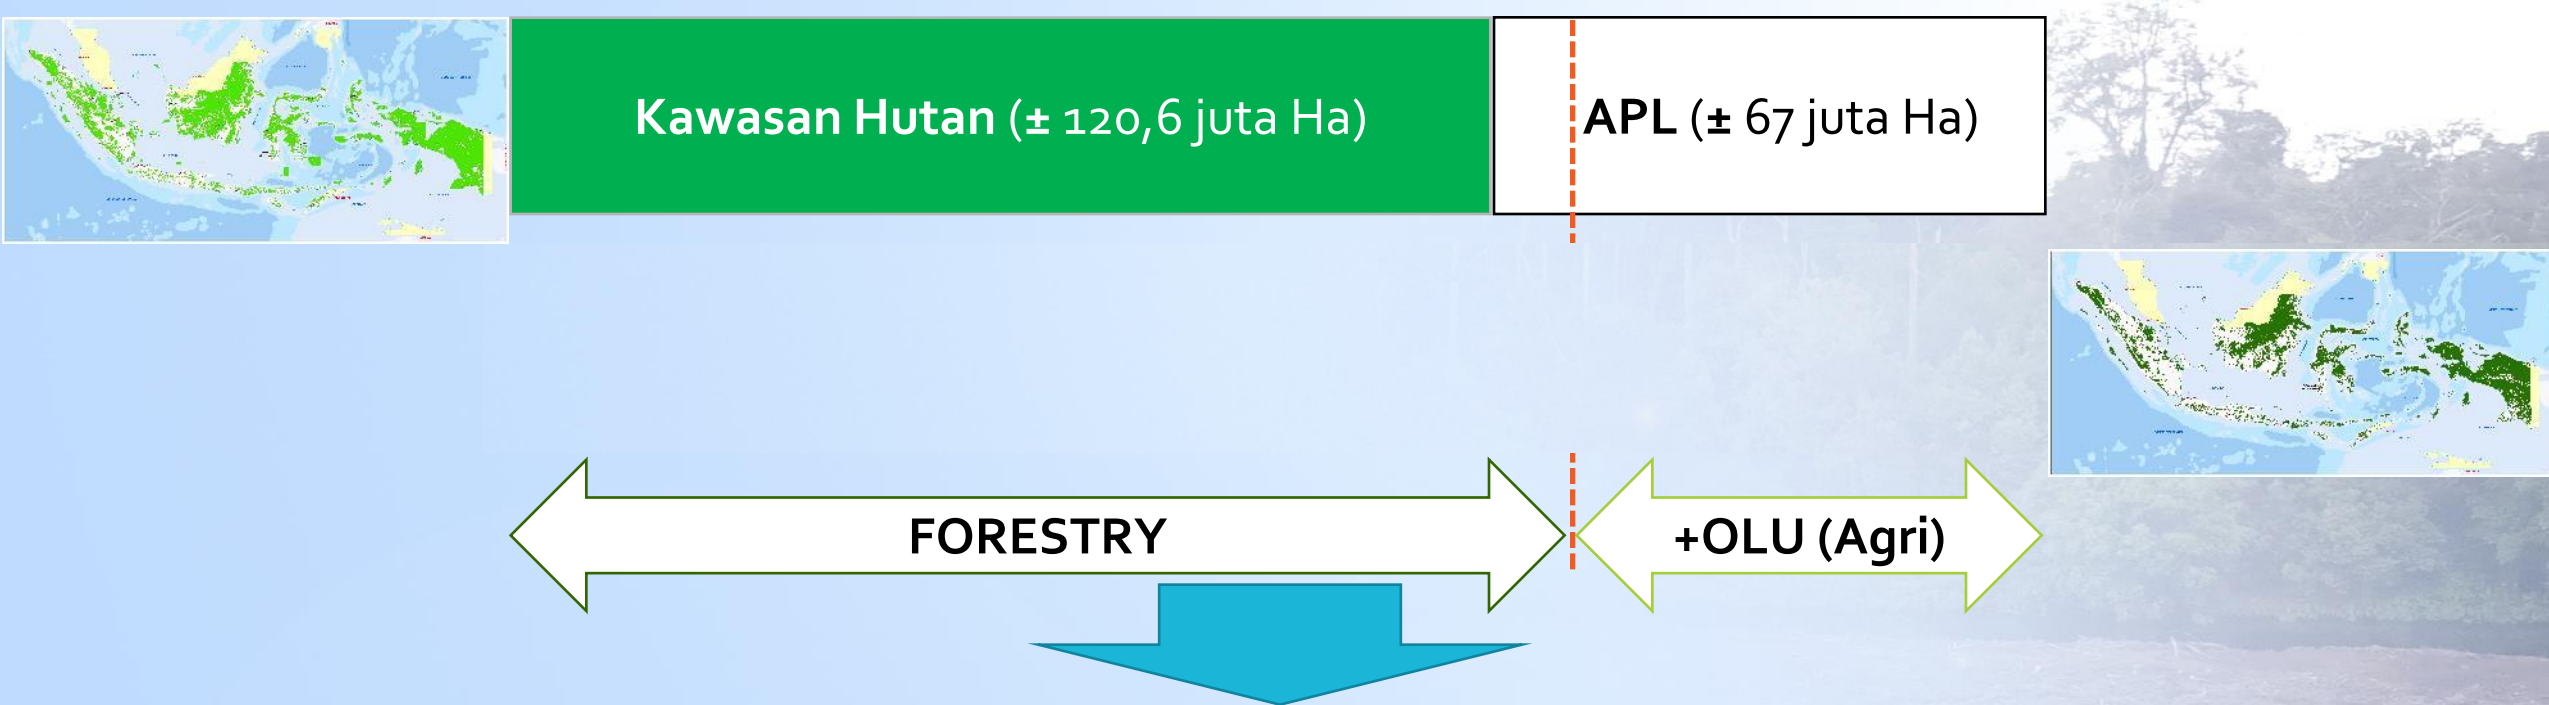 Kawasan Hutan (± 120,6 juta Ha)
APL (± 67 juta Ha)
FORESTRY
+OLU (Agri)